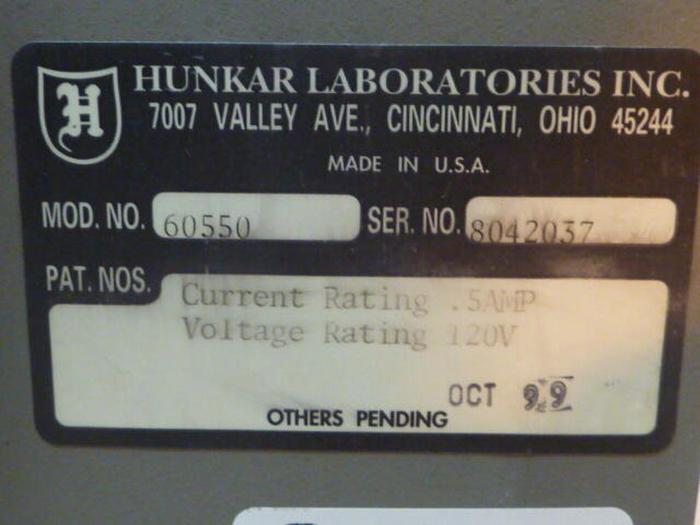 H
HUNKAR LABORATORIES INC.
7007 VALLEY AVE., CINCINNATI, OHIO 45244
MADE IN U.S.A.
MOD. NO. 60550 SER. NO. 8042037
PAT. NOS.
Current Rating .5AMP
Voltage Rating 120V
OCT 99
OTHERS PENDING